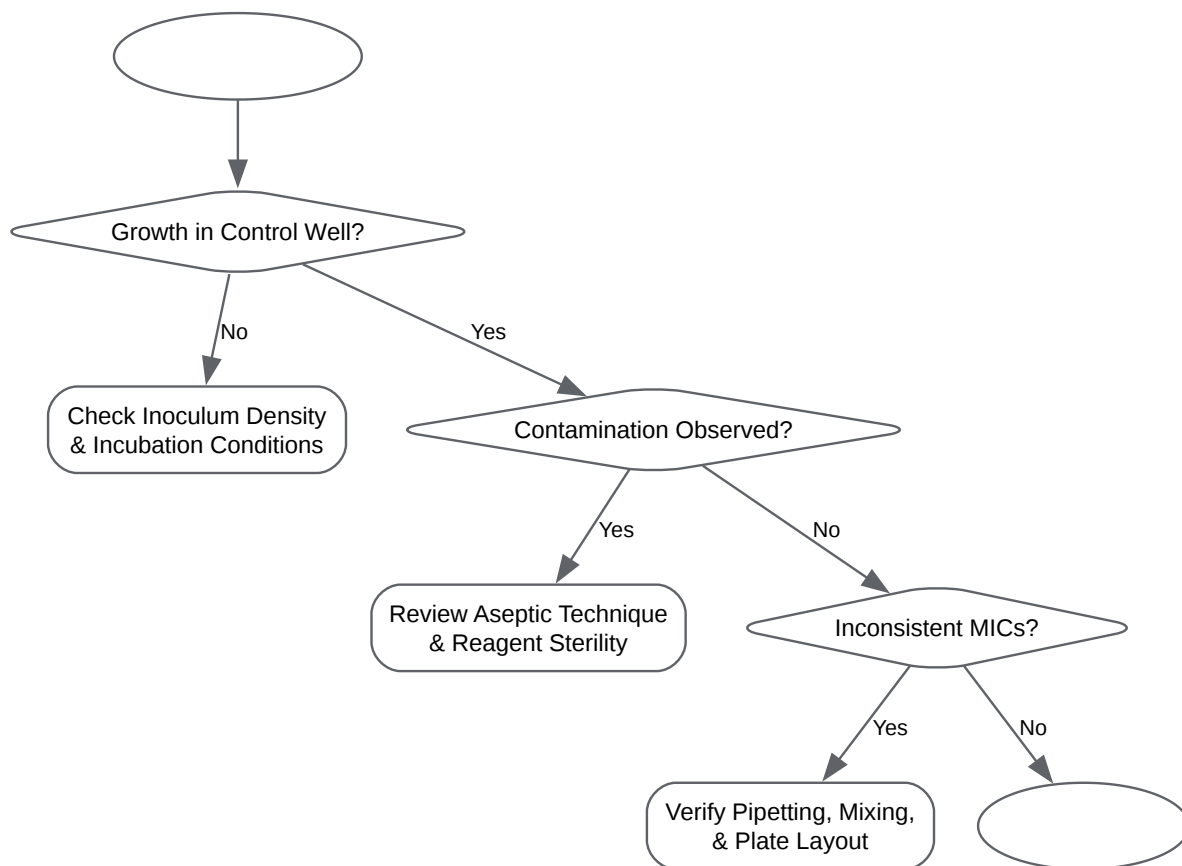 Growth in Control Well?
No
Yes
Check Inoculum Density
& Incubation Conditions
Contamination Observed?
Yes
No
Review Aseptic Technique
& Reagent Sterility
Inconsistent MICs?
Yes
No
Verify Pipetting, Mixing,
& Plate Layout